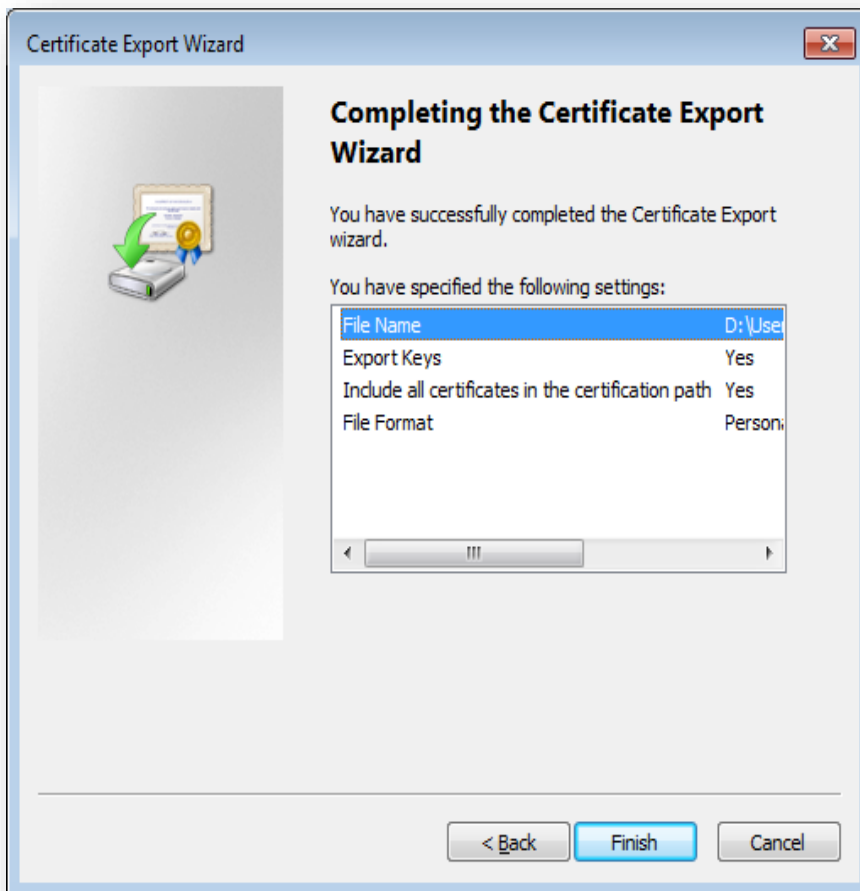 Certificate Export Wizard
Completing the Certificate Export
Wizard
You have successfully completed the Certificate Export
wizard.
You have specified the following settings:
File Name D:\User
Export Keys Yes
Include all certificates in the certification path Yes
File Format Persona
< Back Finish Cancel